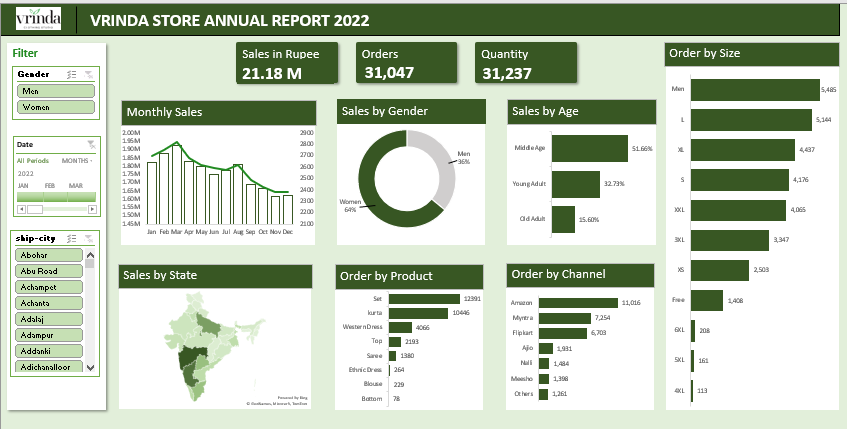 vrinda
VRINDA STORE ANNUAL REPORT 2022
Filter
Gender
Men
Women
Date
All Periods MONTHS
2022
JAN FEB MAR
ship-city
Abohar
Abu Road
Achampet
Achanta
Adalaj
Adampur
Addanki
Adichanalloor
Sales in Rupee
21.18 M
Orders
31,047
Quantity
31,237
Monthly Sales
2.00M 2900
1.95M 2800
1.90M
1.85M 2700
1.80M 2600
1.75M 2500
1.70M
1.65M 2400
1.60M 2300
1.55M
1.50M 2200
1.45M 2100
Jan Feb Mar Apr May Jun Jul Aug Sep Oct Nov Dec
Sales by Gender
Men
36%
Women
64%
Sales by Age
Middle Age 51.66%
Young Adult 32.73%
Old Adult 15.60%
Order by Size
Men 5,485
L 5,144
XL 4,437
S 4,176
XXL 4,065
3XL 3,347
XS 2,503
Free 1,408
6XL 208
5XL 161
4XL 113
Sales by State
Powered by Bing
© GeoNames, Microsoft, TomTom
Order by Product
Set 12391
kurta 10446
Western Dress 4066
Top 2193
Saree 1380
Ethnic Dress 264
Blouse 229
Bottom 78
Order by Channel
Amazon 11,016
Myntra 7,254
Flipkart 6,703
Ajio 1,931
Nalli 1,484
Meesho 1,398
Others 1,261